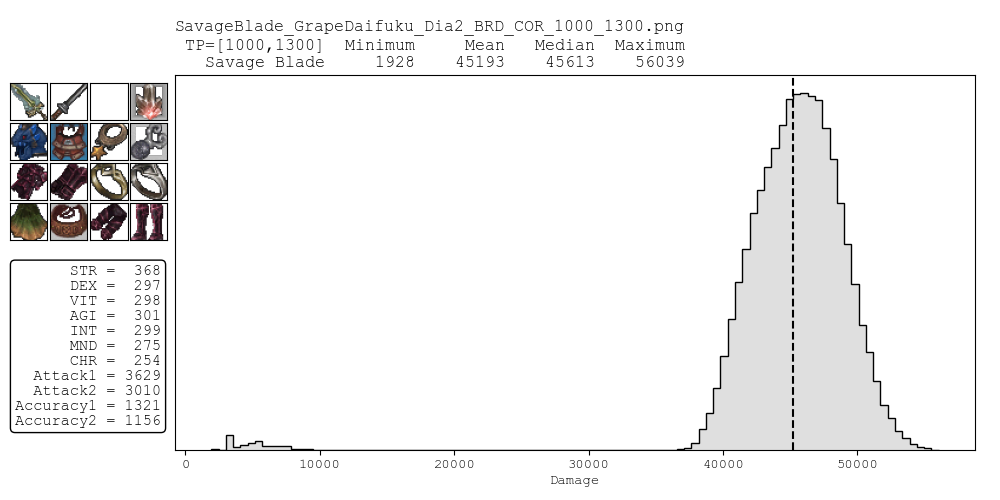 SavageBlade_GrapeDaifuku_Dia2_BRD_COR_1000_1300.png
TP=[1000,1300] Minimum Mean Median Maximum
Savage Blade 1928 45193 45613 56039
STR = 368
DEX = 297
VIT = 298
AGI = 301
INT = 299
MND = 275
CHR = 254
Attack1 = 3629
Attack2 = 3010
Accuracy1 = 1321
Accuracy2 = 1156
0 10000 20000 30000 40000 50000
Damage